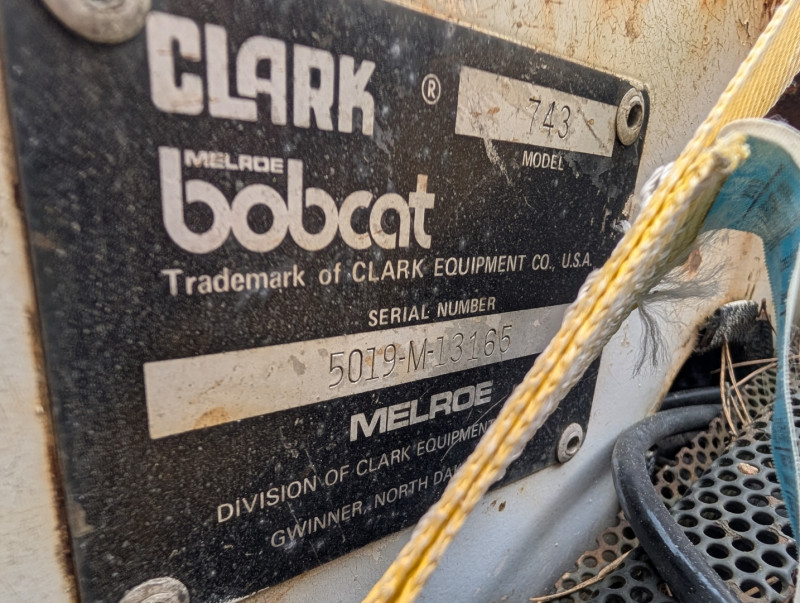 CLARK ®
743
MODEL
MELROE
bobcat
Trademark of CLARK EQUIPMENT CO., U.S.A.
SERIAL NUMBER
5019-M-13165
MELROE
DIVISION OF CLARK EQUIPMENT
GWINNER, NORTH